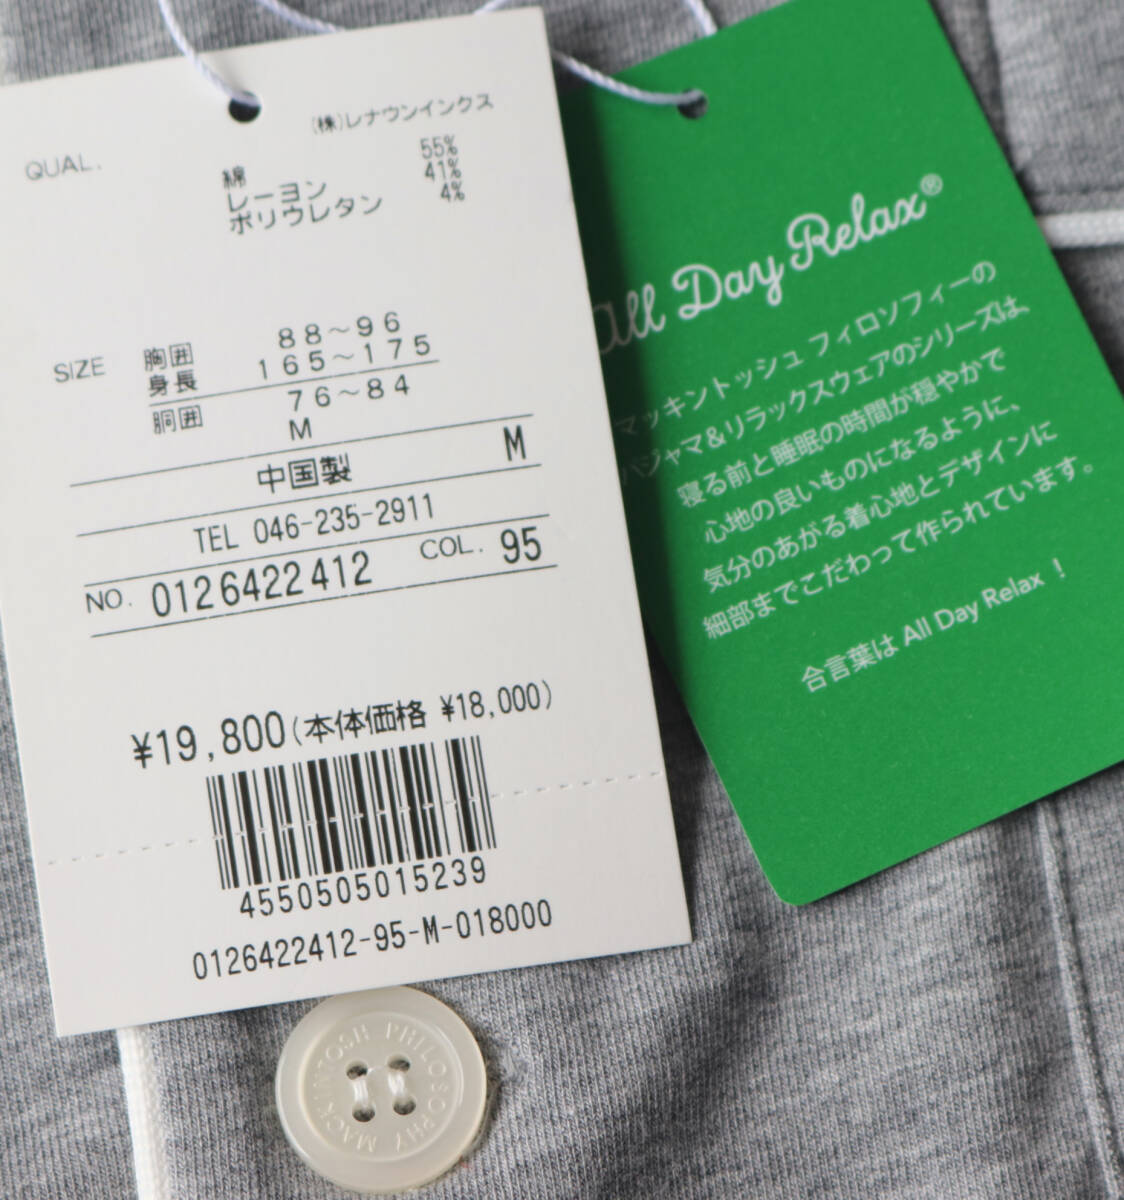 (株)レナウンインクス
QUAL.
綿 55%
レーヨン 41%
ポリウレタン 4%
SIZE 胸囲 88～96
身長 165～175
胴囲 76～84
M
中国製 M
TEL 046-235-2911
NO. 0126422412 COL. 95
¥19,800(本体価格 ¥18,000)
4550505015239
0126422412-95-M-018000
All Day Relax®
マッキントッシュ フィロソフィーの
パジャマ&リラックスウェアのシリーズは、
寝る前と睡眠の時間が穏やかで
心地の良いものになるように、
気分のあがる着心地とデザインに
細部までこだわって作られています。
合言葉は All Day Relax！
MACKINTOSH PHILOSOPHY